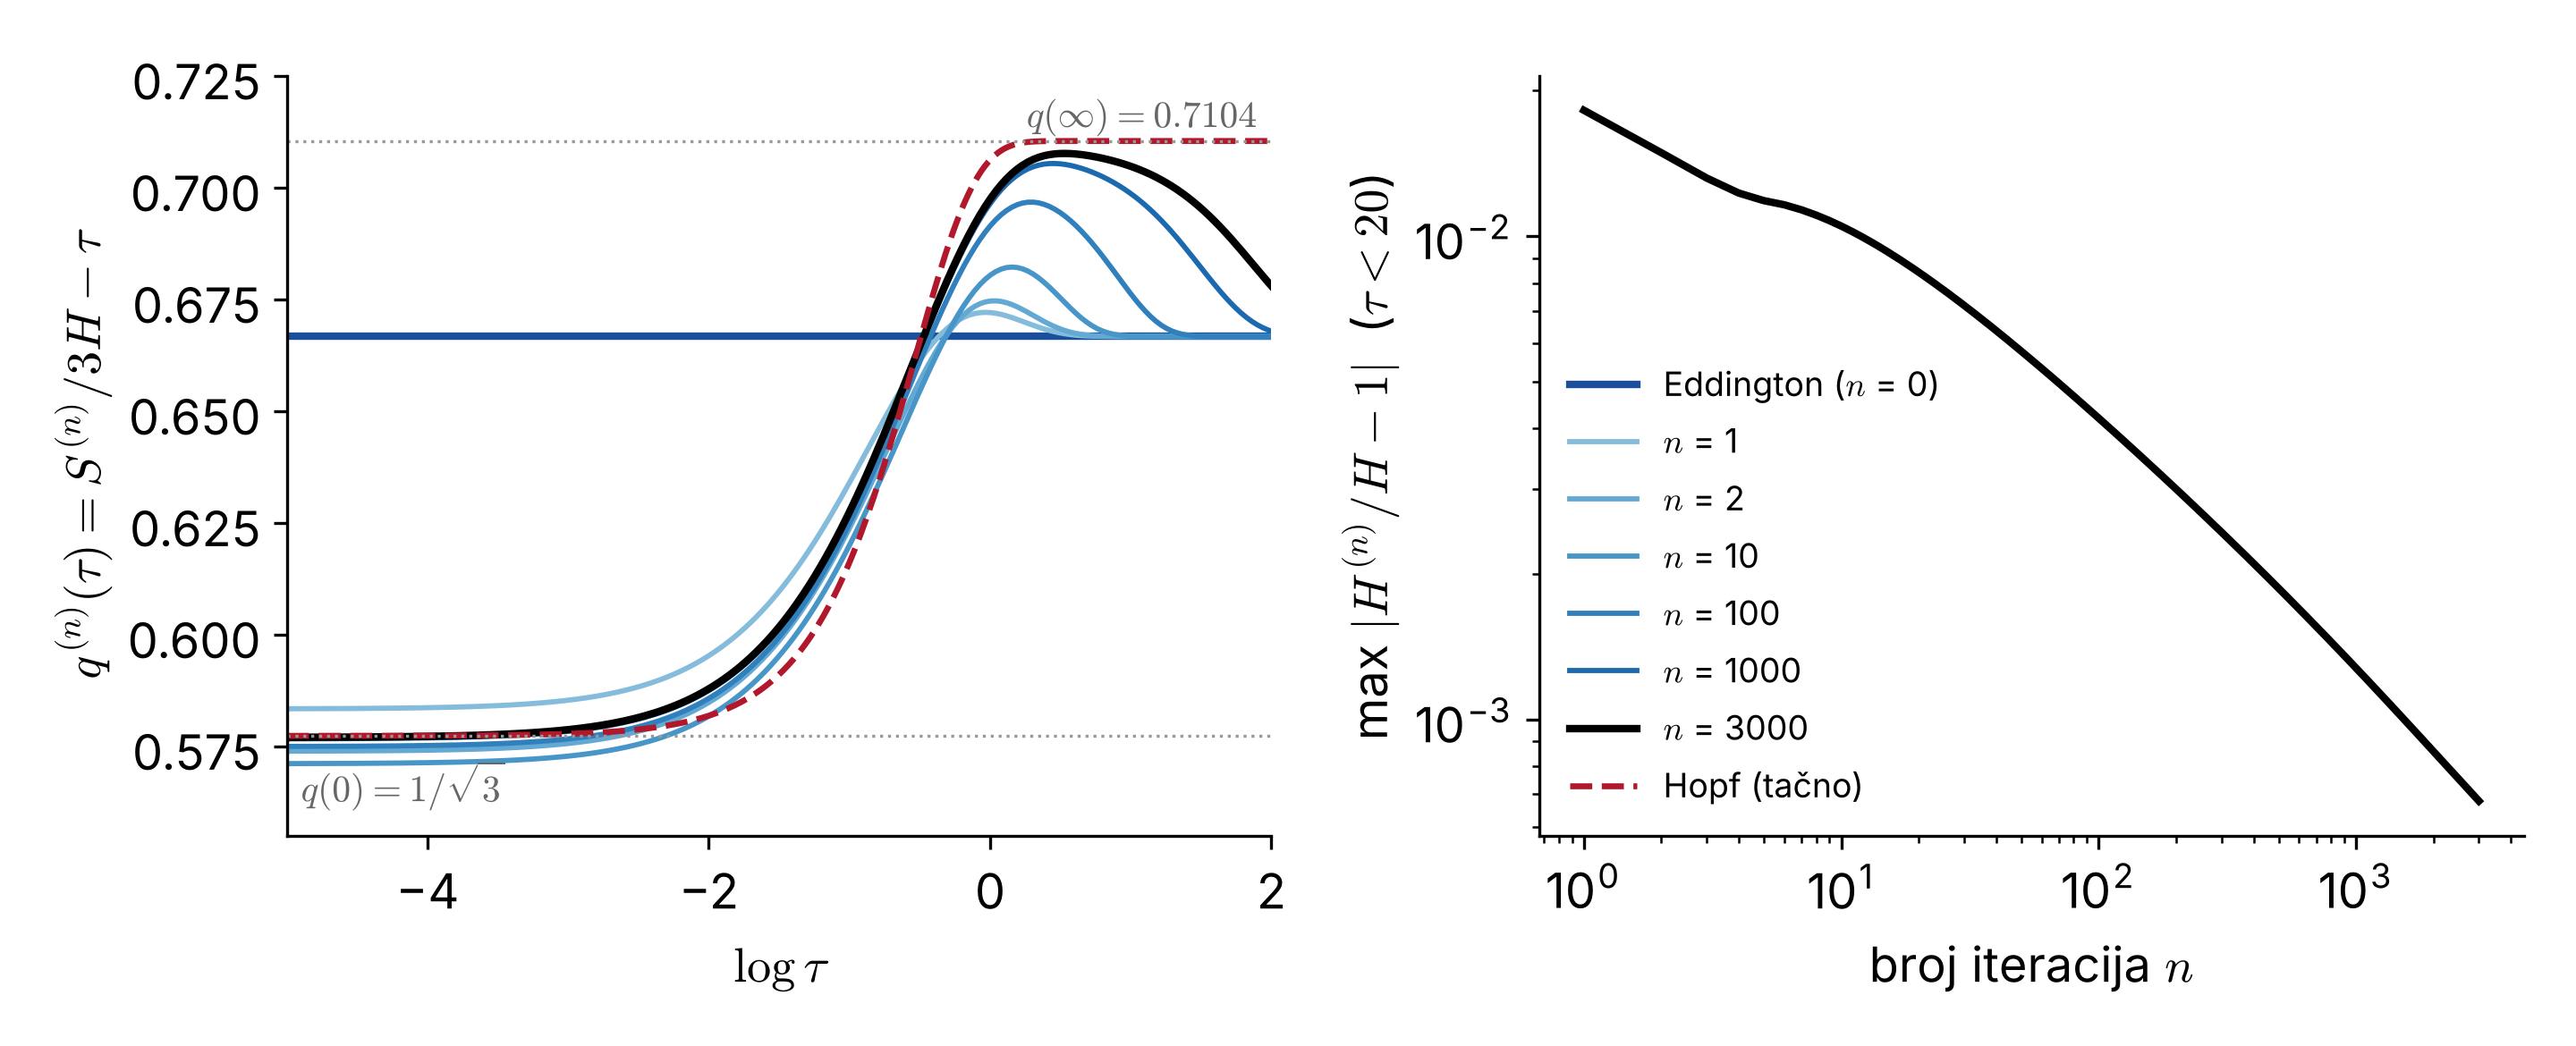 q^{(n)}(τ) = S^{(n)}/3H − τ
0.725
0.700
0.675
0.650
0.625
0.600
0.575
q(∞) = 0.7104
q(0) = 1/√3
−4
−2
0
2
log τ
max |H^{(n)}/H − 1| (τ < 20)
10^{−2}
10^{−3}
Eddington (n = 0)
n = 1
n = 2
n = 10
n = 100
n = 1000
n = 3000
Hopf (tačno)
10^0
10^1
10^2
10^3
broj iteracija n